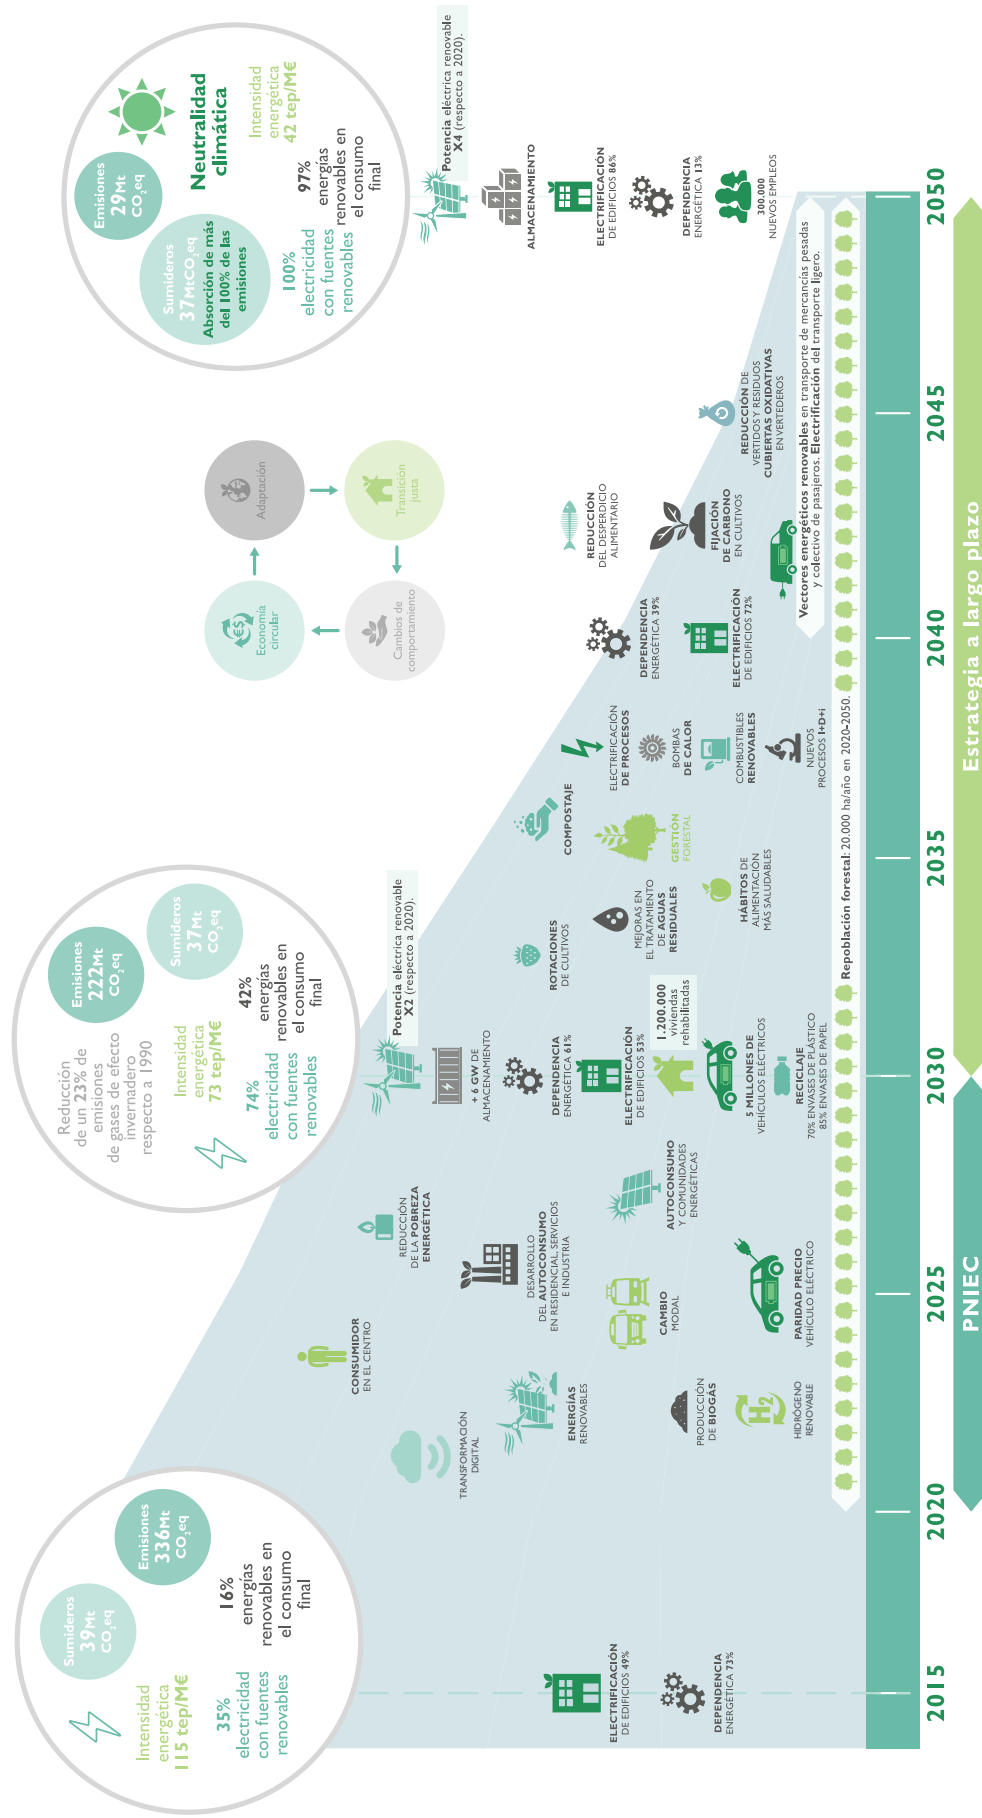 Intensidad
energética
115 tep/M€
Sumideros
39Mt
CO2eq
Emisiones
336Mt
CO2eq
35%
electricidad
con fuentes
renovables
16%
energías
renovables en
el consumo
final
ELECTRIFICACIÓN
DE EDIFICIOS 49%
DEPENDENCIA
ENERGÉTICA 73%
TRANSFORMACIÓN
DIGITAL
CONSUMIDOR
EN EL CENTRO
ENERGÍAS
RENOVABLES
PRODUCCIÓN
DE BIOGÁS
H2
HIDRÓGENO
RENOVABLE
REDUCCIÓN
DE LA POBREZA
ENERGÉTICA
DESARROLLO
DEL AUTOCONSUMO
EN RESIDENCIAL, SERVICIOS
E INDUSTRIA
CAMBIO
MODAL
PARIDAD PRECIO
VEHÍCULO ELÉCTRICO
AUTOCONSUMO
Y COMUNIDADES
ENERGÉTICAS
Reducción
de un 23% de
emisiones
de gases de efecto
invernadero
respecto a 1990
Emisiones
222Mt
CO2eq
Sumideros
37Mt
CO2eq
Intensidad
energética
73 tep/M€
74%
electricidad
con fuentes
renovables
42%
energías
renovables en
el consumo
final
Potencia eléctrica renovable
X2 (respecto a 2020).
+ 6 GW DE
ALMACENAMIENTO
DEPENDENCIA
ENERGÉTICA 61%
ELECTRIFICACIÓN
DE EDIFICIOS 53%
1.200.000
viviendas
rehabilitadas
5 MILLONES DE
VEHÍCULOS ELÉCTRICOS
RECICLAJE
70% ENVASES DE PLÁSTICO
85% ENVASES DE PAPEL
ROTACIONES
DE CULTIVOS
MEJORAS EN
EL TRATAMIENTO
DE AGUAS
RESIDUALES
HÁBITOS DE
ALIMENTACIÓN
MÁS SALUDABLES
COMPOSTAJE
GESTIÓN
FORESTAL
ELECTRIFICACIÓN
DE PROCESOS
BOMBAS
DE CALOR
COMBUSTIBLES
RENOVABLES
NUEVOS
PROCESOS I+D+i
Economía
circular
Adaptación
Cambios de
comportamiento
Transición
justa
DEPENDENCIA
ENERGÉTICA 39%
ELECTRIFICACIÓN
DE EDIFICIOS 72%
REDUCCIÓN
DEL DESPERDICIO
ALIMENTARIO
FIJACIÓN
DE CARBONO
EN CULTIVOS
REDUCCIÓN DE
VERTIDOS Y RESIDUOS
CUBIERTAS OXIDATIVAS
EN VERTEDEROS
Emisiones
29Mt
CO2eq
Sumideros
37MtCO2eq
Absorción de más
del 100% de las
emisiones
Neutralidad
climática
Intensidad
energética
42 tep/M€
100%
electricidad
con fuentes
renovables
97%
energías
renovables en
el consumo
final
Potencia eléctrica renovable
X4 (respecto a 2020).
ALMACENAMIENTO
ELECTRIFICACIÓN
DE EDIFICIOS 86%
DEPENDENCIA
ENERGÉTICA 13%
300.000
NUEVOS EMPLEOS
Vectores energéticos renovables en transporte de mercancías pesadas
y colectivo de pasajeros. Electrificación del transporte ligero.
Repoblación forestal: 20.000 ha/año en 2020-2050.
2015
2020
2025
2030
2035
2040
2045
2050
PNIEC
Estrategia a largo plazo